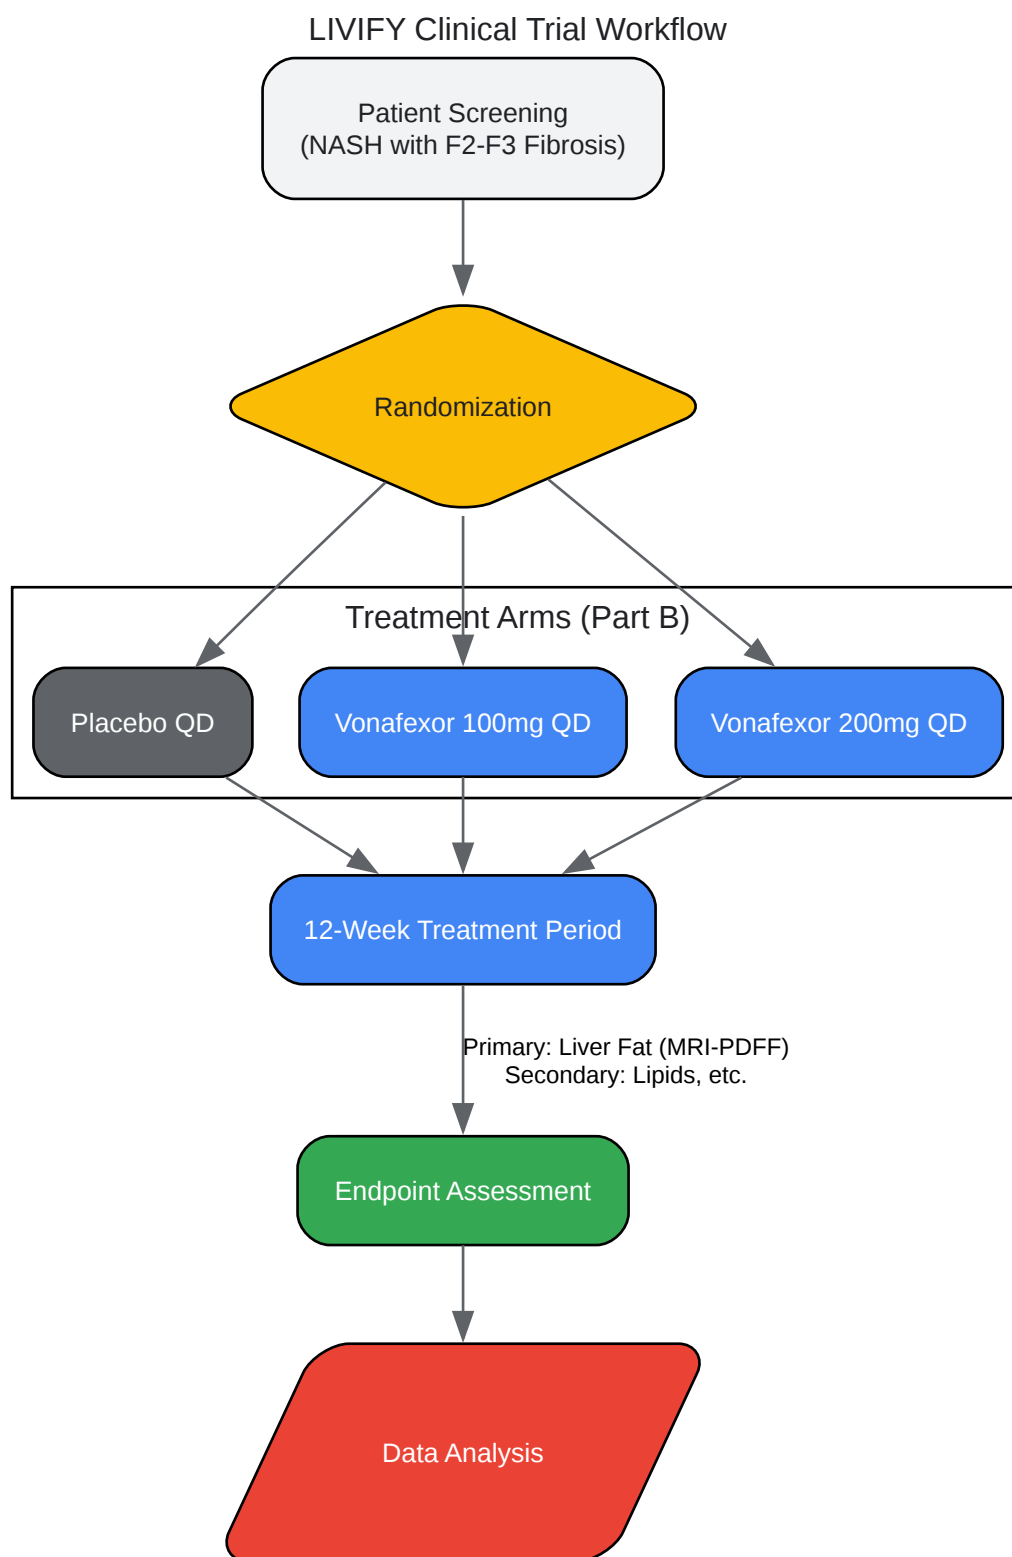 LIVIFY Clinical Trial Workflow
Patient Screening
(NASH with F2-F3 Fibrosis)
Randomization
Treatment Arms (Part B)
Placebo QD
Vonafexor 100mg QD
Vonafexor 200mg QD
12-Week Treatment Period
Primary: Liver Fat (MRI-PDFF)
Secondary: Lipids, etc.
Endpoint Assessment
Data Analysis